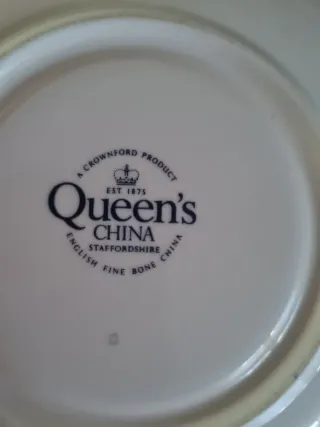 A CROWNFORD PRODUCT
EST. 1875
Queen's
CHINA
STAFFORDSHIRE
ENGLISH FINE BONE CHINA